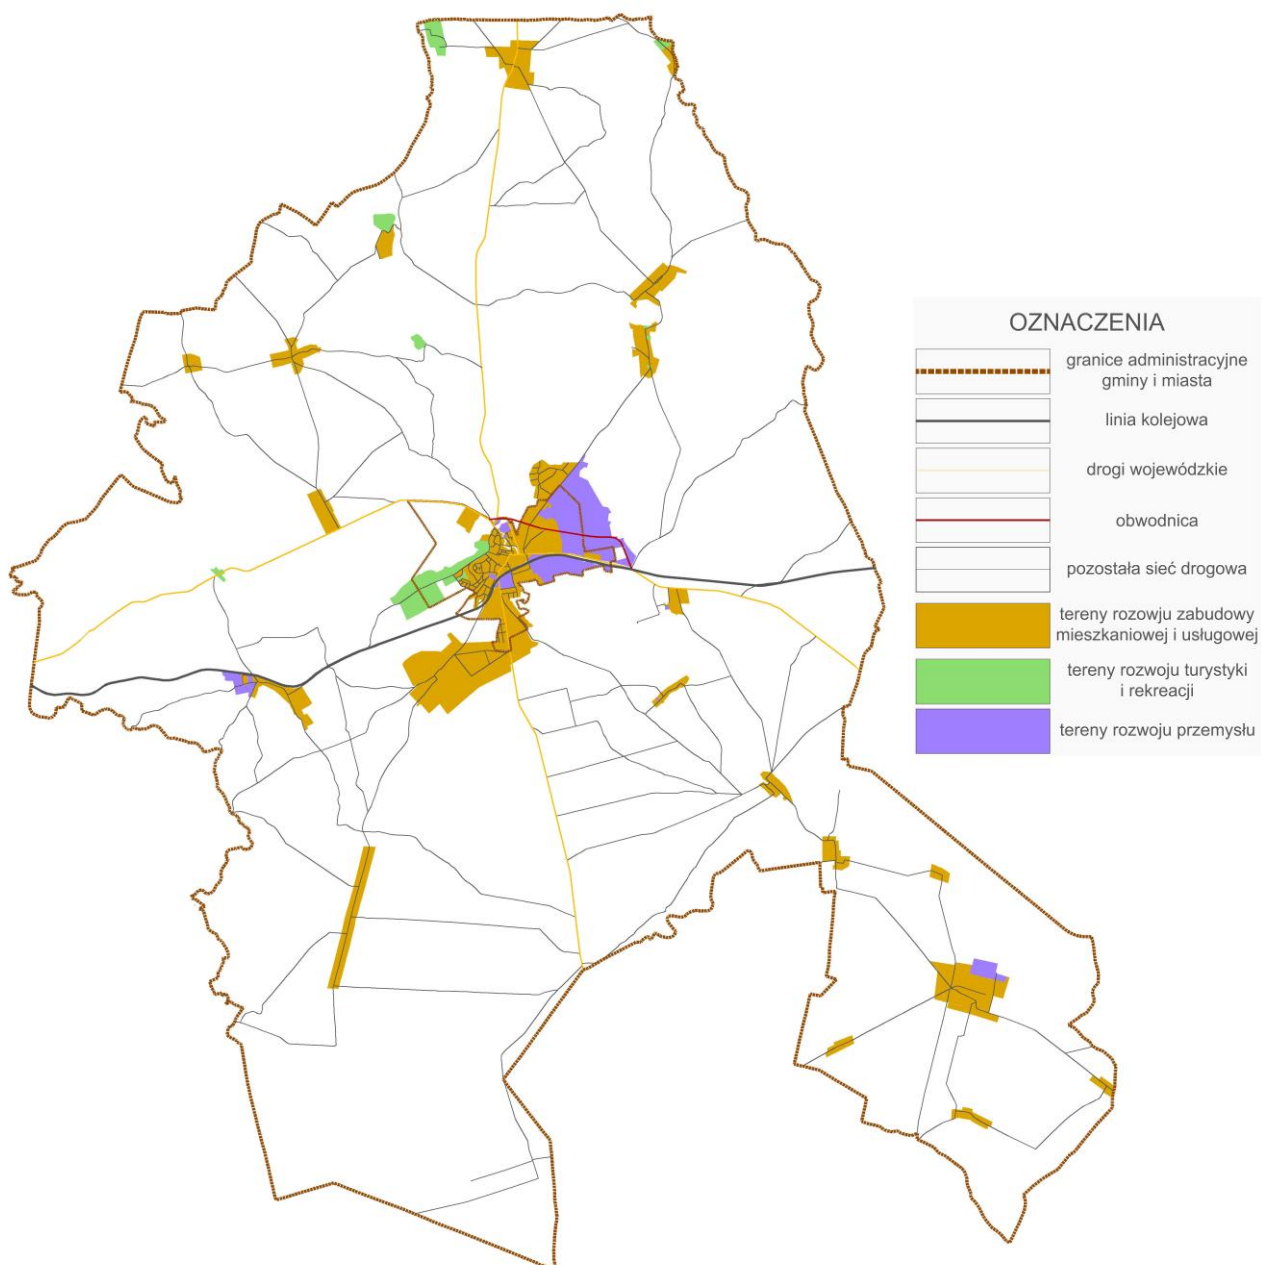 OZNACZENIA
granice administracyjne
gminy i miasta
linia kolejowa
drogi wojewódzkie
obwodnica
pozostała sieć drogowa
tereny rozowju zabudowy
mieszkaniowej i usługowej
tereny rozwoju turystyki
i rekreacji
tereny rozwoju przemysłu